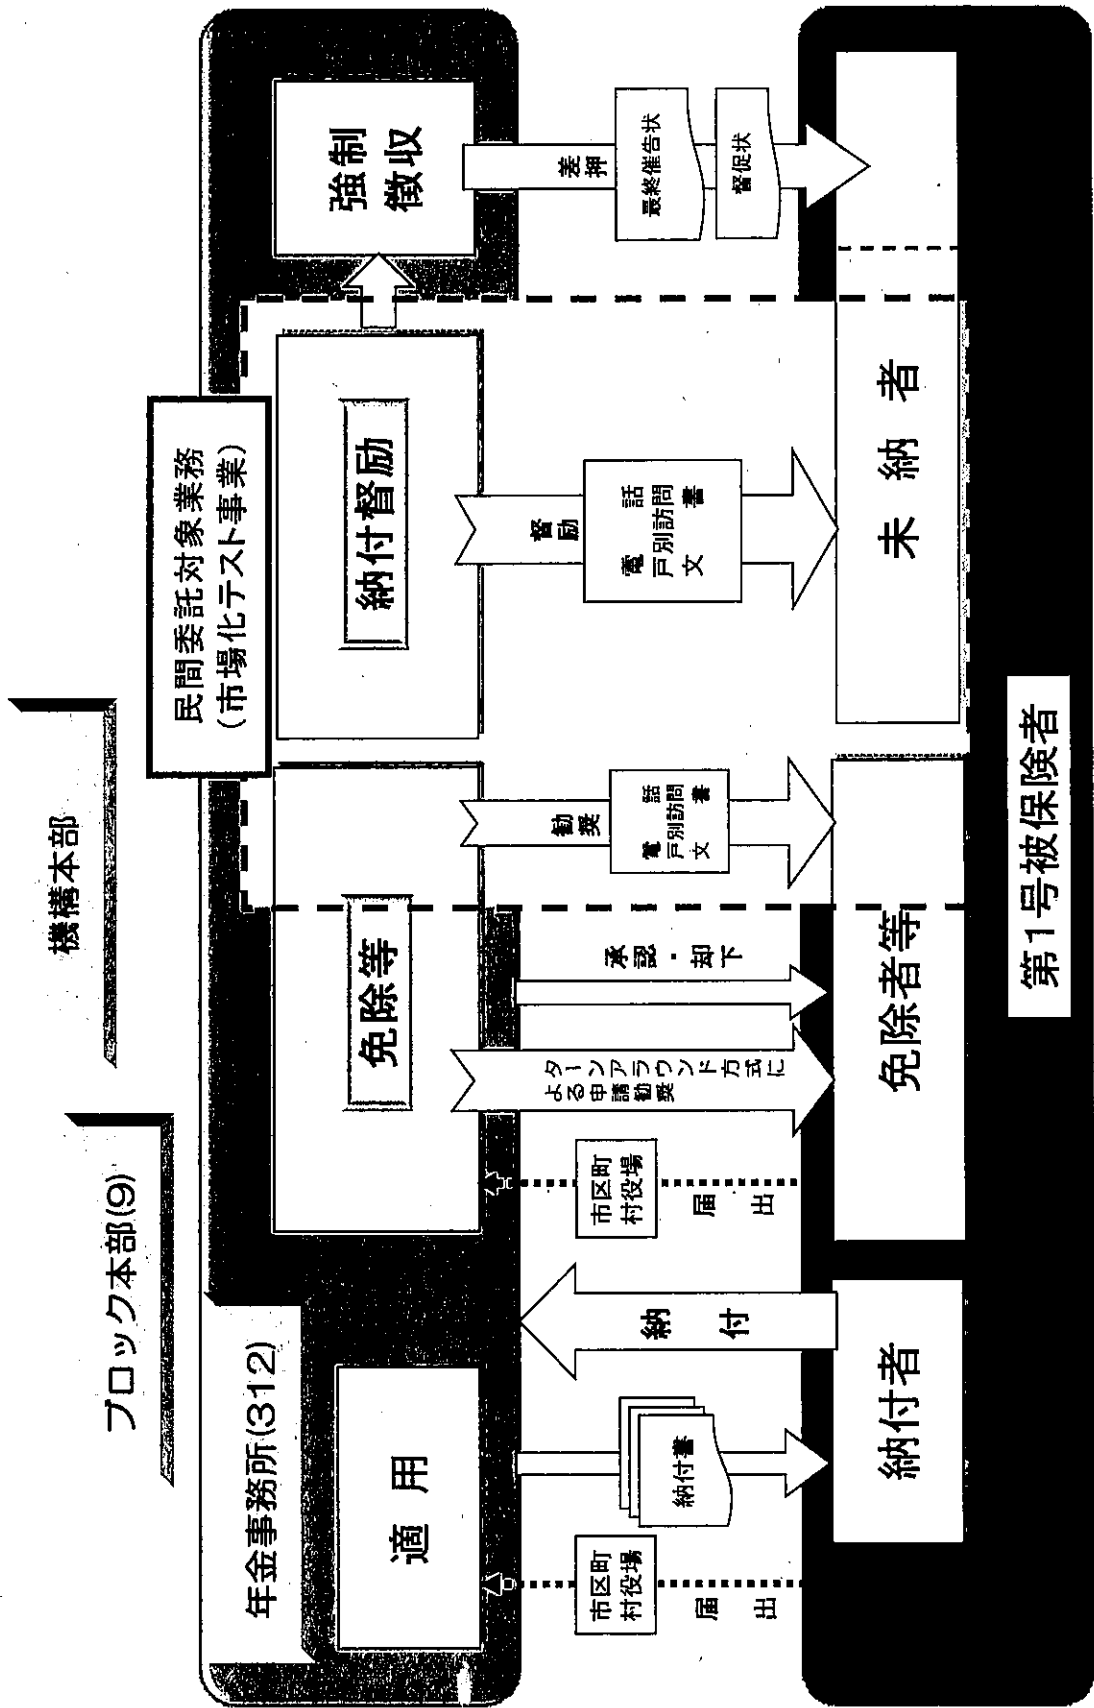 機構本部
ブロック本部(9)
年金事務所(312)
民間委託対象業務
(市場化テスト事業)
適用
免除等
納付督励
強制
徴収
市区町
村役場
届出
納付書
納付
市区町
村役場
届出
ターンアラウンド方式に
よる申請勧奨
承認・却下
勧奨
電話
戸別訪問
文書
督励
電話
戸別訪問
文書
差押
最終催告状
督促状
納付者
免除者等
未納者
第1号被保険者